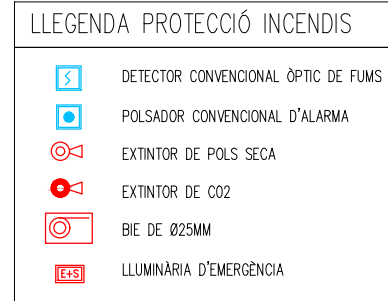 LLEGENDA PROTECCIÓ INCENDIS
DETECTOR CONVENCIONAL ÒPTIC DE FUMS
POLSADOR CONVENCIONAL D'ALARMA
EXTINTOR DE POLS SECA
EXTINTOR DE CO2
BIE DE Ø25MM
E+S LLUMINÀRIA D'EMERGÈNCIA